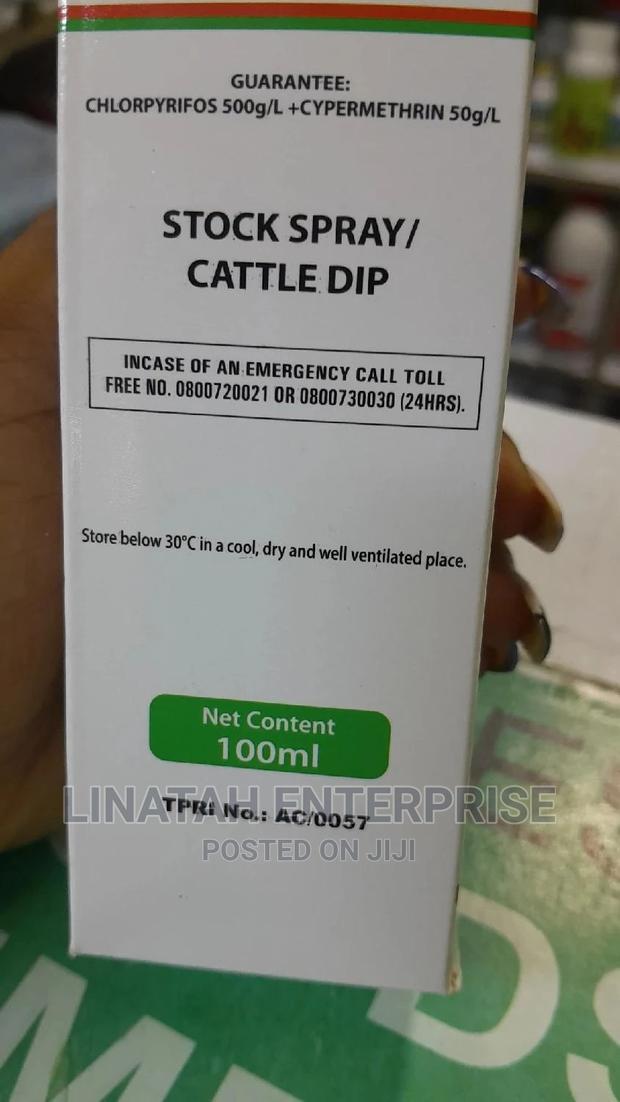 GUARANTEE:
CHLORPYRIFOS 500g/L +CYPERMETHRIN 50g/L
STOCK SPRAY/
CATTLE DIP
INCASE OF AN EMERGENCY CALL TOLL
FREE NO. 0800720021 OR 0800730030 (24HRS).
Store below 30°C in a cool, dry and well ventilated place.
Net Content
100ml
TPRI No.: AC/0057
LINATAH ENTERPRISE
POSTED ON JIJI